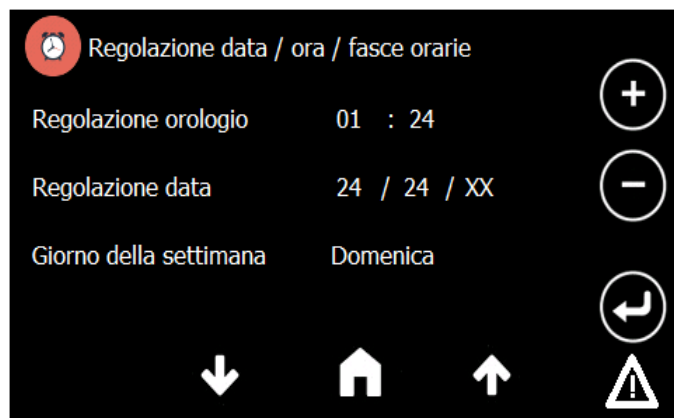 Regolazione data / ora / fasce orarie
Regolazione orologio 01 : 24
Regolazione data 24 / 24 / XX
Giorno della settimana Domenica